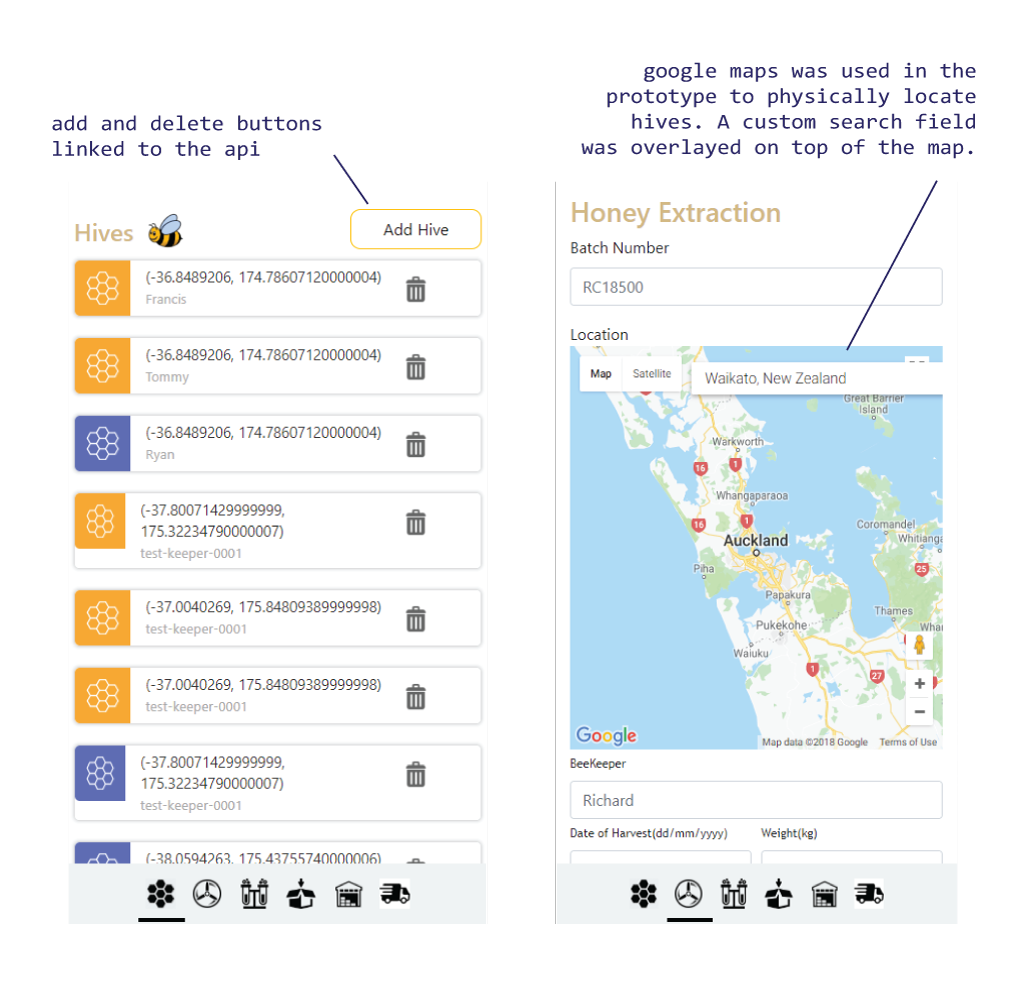 add and delete buttons
linked to the api
google maps was used in the
prototype to physically locate
hives. A custom search field
was overlayed on top of the map.
Hives
Add Hive
(-36.8489206, 174.78607120000004)
Francis
(-36.8489206, 174.78607120000004)
Tommy
(-36.8489206, 174.78607120000004)
Ryan
(-37.80071429999999,
175.32234790000007)
test-keeper-0001
(-37.0040269, 175.84809389999998)
test-keeper-0001
(-37.0040269, 175.84809389999998)
test-keeper-0001
(-37.80071429999999,
175.32234790000007)
test-keeper-0001
(-38.0594263, 175.43755740000006)
Honey Extraction
Batch Number
RC18500
Location
Map
Satellite
Waikato, New Zealand
Great Barrier
Island
Warkworth
16
1
Whangaparaoa
16
1
Coromandel
Whitianga
Auckland
Piha
25
Papakura
Thames
Pukekohe
Whai
Waiuku
1
27
+
−
Google
Map data ©2018 Google
Terms of Use
BeeKeeper
Richard
Date of Harvest(dd/mm/yyyy)
Weight(kg)